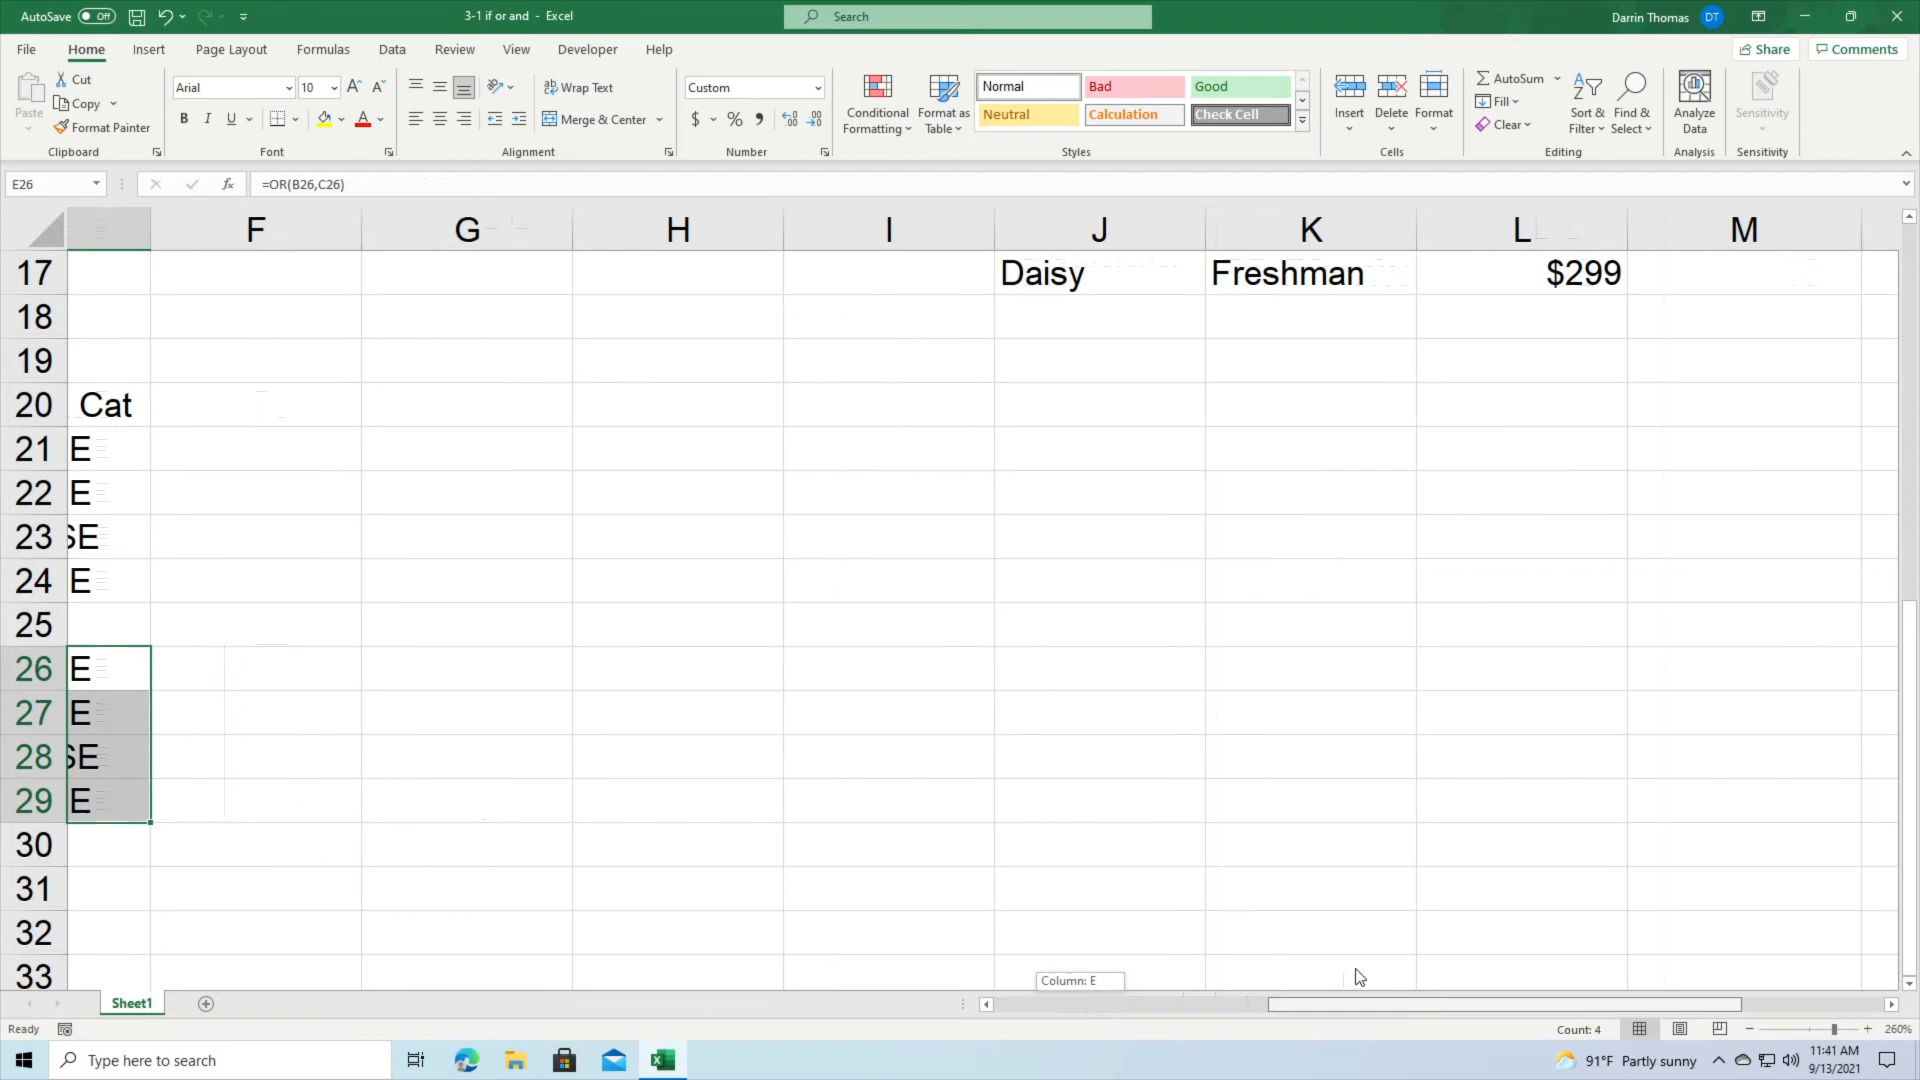 AutoSave Off 3-1 if or and - Excel Search Darrin Thomas DT
File Home Insert Page Layout Formulas Data Review View Developer Help Share Comments
Paste Cut Copy Format Painter
Clipboard
Arial 10 A A
B I U A
Font
Wrap Text
Merge & Center
Alignment
Custom
$ % 9
Number
Conditional Formatting
Format as Table
Normal Bad Good
Neutral Calculation Check Cell
Styles
Insert Delete Format
Cells
AutoSum
Fill
Clear
Sort & Filter
Find & Select
Editing
Analyze Data
Analysis
Sensitivity
Sensitivity
E26 fx =OR(B26,C26)
F G H I J K L M
17 Daisy Freshman $299
18
19
20 Cat
21 E
22 E
23 SE
24 E
25
26 E
27 E
28 SE
29 E
30
31
32
33
Column: E
Sheet1
Ready Count: 4 260%
Type here to search 91°F Partly sunny 11:41 AM
9/13/2021